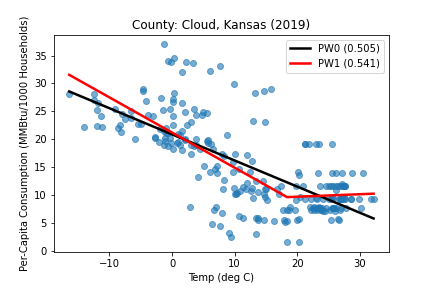 County: Cloud, Kansas (2019)
PW0 (0.505)
PW1 (0.541)
Per-Capita Consumption (MMBtu/1000 Households)
35
30
25
20
15
10
5
0
−10
0
10
20
30
Temp (deg C)